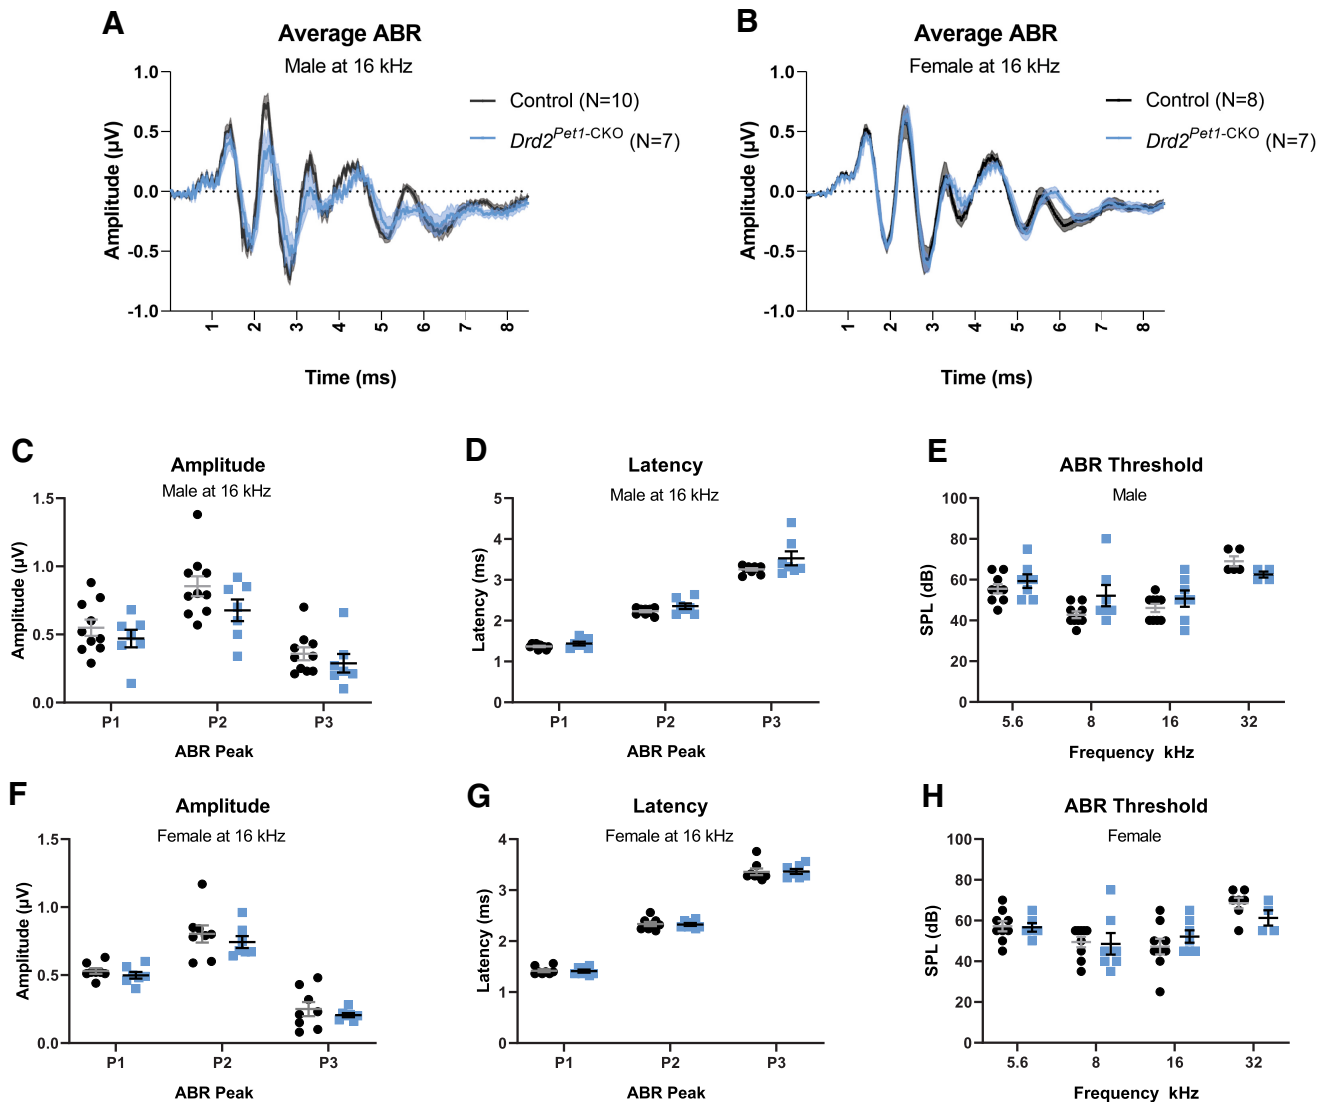 A
Average ABR
Male at 16 kHz
Control (N=10)
Drd2^Pet1-CKO (N=7)
Amplitude (µV)
1.0
0.5
0.0
-0.5
-1.0
1 2 3 4 5 6 7 8
Time (ms)
B
Average ABR
Female at 16 kHz
Control (N=8)
Drd2^Pet1-CKO (N=7)
Amplitude (µV)
1.0
0.5
0.0
-0.5
-1.0
1 2 3 4 5 6 7 8
Time (ms)
C
Amplitude
Male at 16 kHz
Amplitude (µV)
1.5
1.0
0.5
0.0
P1 P2 P3
ABR Peak
D
Latency
Male at 16 kHz
Latency (ms)
5
4
3
2
1
0
P1 P2 P3
ABR Peak
E
ABR Threshold
Male
SPL (dB)
100
80
60
40
20
0
5.6 8 16 32
Frequency kHz
F
Amplitude
Female at 16 kHz
Amplitude (µV)
1.5
1.0
0.5
0.0
P1 P2 P3
ABR Peak
G
Latency
Female at 16 kHz
Latency (ms)
4
3
2
1
0
P1 P2 P3
ABR Peak
H
ABR Threshold
Female
SPL (dB)
100
80
60
40
20
0
5.6 8 16 32
Frequency kHz